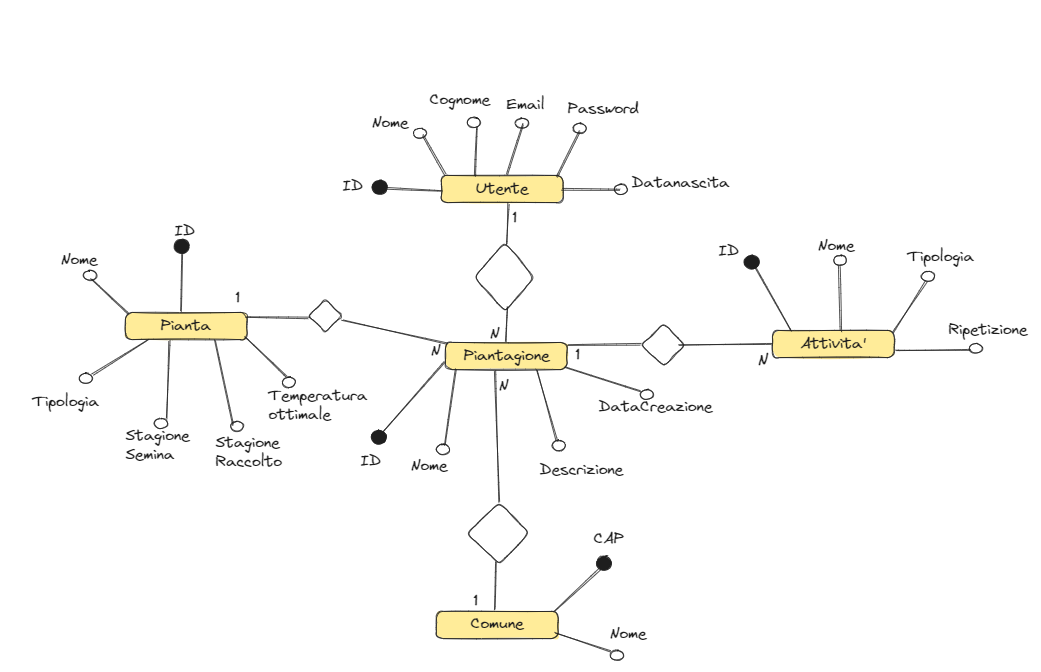 Cognome
Email
Password
Nome
ID
Utente
Datanascita
1
ID
Nome
Pianta
1
Tipologia
Stagione
Semina
Stagione
Raccolto
Temperatura
ottimale
N
N
Piantagione
1
N
DataCreazione
ID
Nome
Descrizione
ID
Nome
Tipologia
Attivita'
Ripetizione
N
CAP
1
Comune
Nome